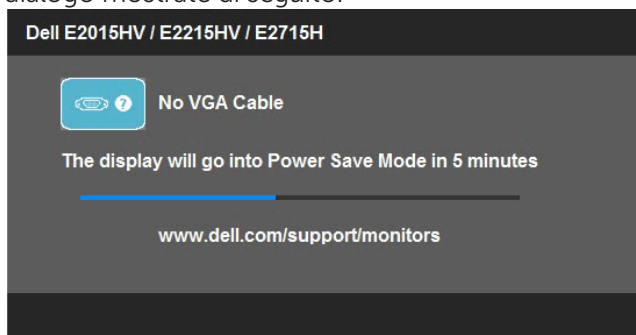 dialogo mostrato di seguito.
Dell E2015HV / E2215HV / E2715H
No VGA Cable
The display will go into Power Save Mode in 5 minutes
www.dell.com/support/monitors